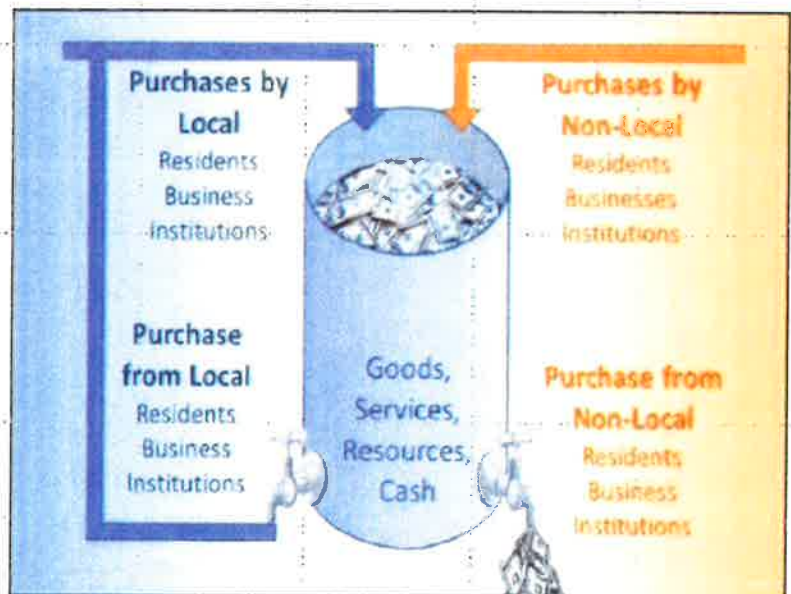 Purchases by
Local
Residents
Business
Institutions
Purchases by
Non-Local
Residents
Businesses
Institutions
Purchase
from Local
Residents
Business
Institutions
Goods,
Services,
Resources,
Cash
Purchase from
Non-Local
Residents
Business
Institutions